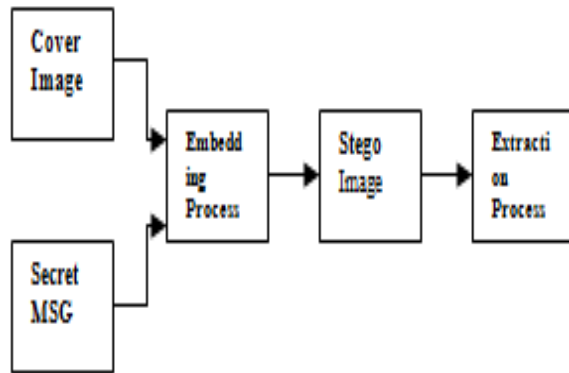 Cover
Image
Embedd
ing
Process
Stego
Image
Extracti
on
Process
Secret
MSG